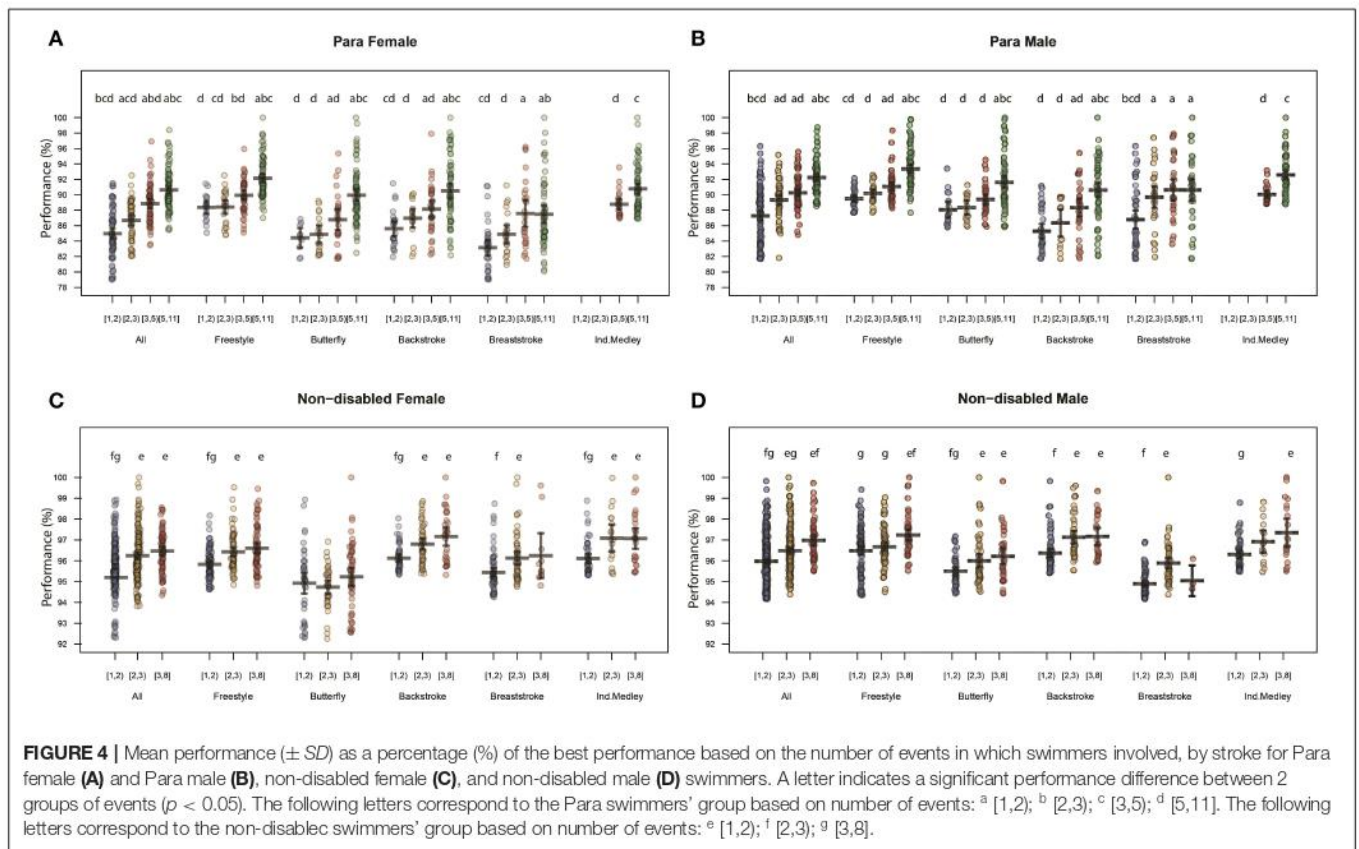 A
Para Female
bcd acd abd abc d cd bd abc d d ad abc cd d ad abc cd d a ab d c
Performance (%)
100
98
96
94
92
90
88
86
84
82
80
78
[1,2) [2,3) [3,5)[5,11] [1,2) [2,3) [3,5)[5,11] [1,2) [2,3) [3,5)[5,11] [1,2) [2,3) [3,5)[5,11] [1,2) [2,3) [3,5)[5,11] [1,2) [2,3) [3,5)[5,11]
All Freestyle Butterfly Backstroke Breaststroke Ind.Medley
B
Para Male
bcd ad ad abc cd d ad abc d d d abc d d ad abc bcd a a a d c
Performance (%)
100
98
96
94
92
90
88
86
84
82
80
78
[1,2) [2,3) [3,5)[5,11] [1,2) [2,3) [3,5)[5,11] [1,2) [2,3) [3,5)[5,11] [1,2) [2,3) [3,5)[5,11] [1,2) [2,3) [3,5)[5,11] [1,2) [2,3) [3,5)[5,11]
All Freestyle Butterfly Backstroke Breaststroke Ind.Medley
C
Non-disabled Female
fg e e fg e e fg e e f e fg e e
Performance (%)
100
99
98
97
96
95
94
93
92
[1,2) [2,3) [3,8] [1,2) [2,3) [3,8] [1,2) [2,3) [3,8] [1,2) [2,3) [3,8] [1,2) [2,3) [3,8] [1,2) [2,3) [3,8]
All Freestyle Butterfly Backstroke Breaststroke Ind.Medley
D
Non-disabled Male
fg eg ef g g ef fg e e f e e f e g e
Performance (%)
100
99
98
97
96
95
94
93
92
[1,2) [2,3) [3,8] [1,2) [2,3) [3,8] [1,2) [2,3) [3,8] [1,2) [2,3) [3,8] [1,2) [2,3) [3,8] [1,2) [2,3) [3,8]
All Freestyle Butterfly Backstroke Breaststroke Ind.Medley
FIGURE 4 | Mean performance (± SD) as a percentage (%) of the best performance based on the number of events in which swimmers involved, by stroke for Para
female (A) and Para male (B), non-disabled female (C), and non-disabled male (D) swimmers. A letter indicates a significant performance difference between 2
groups of events (p < 0.05). The following letters correspond to the Para swimmers' group based on number of events: a [1,2); b [2,3); c [3,5); d [5,11]. The following
letters correspond to the non-disablec swimmers' group based on number of events: e [1,2); f [2,3); g [3,8].